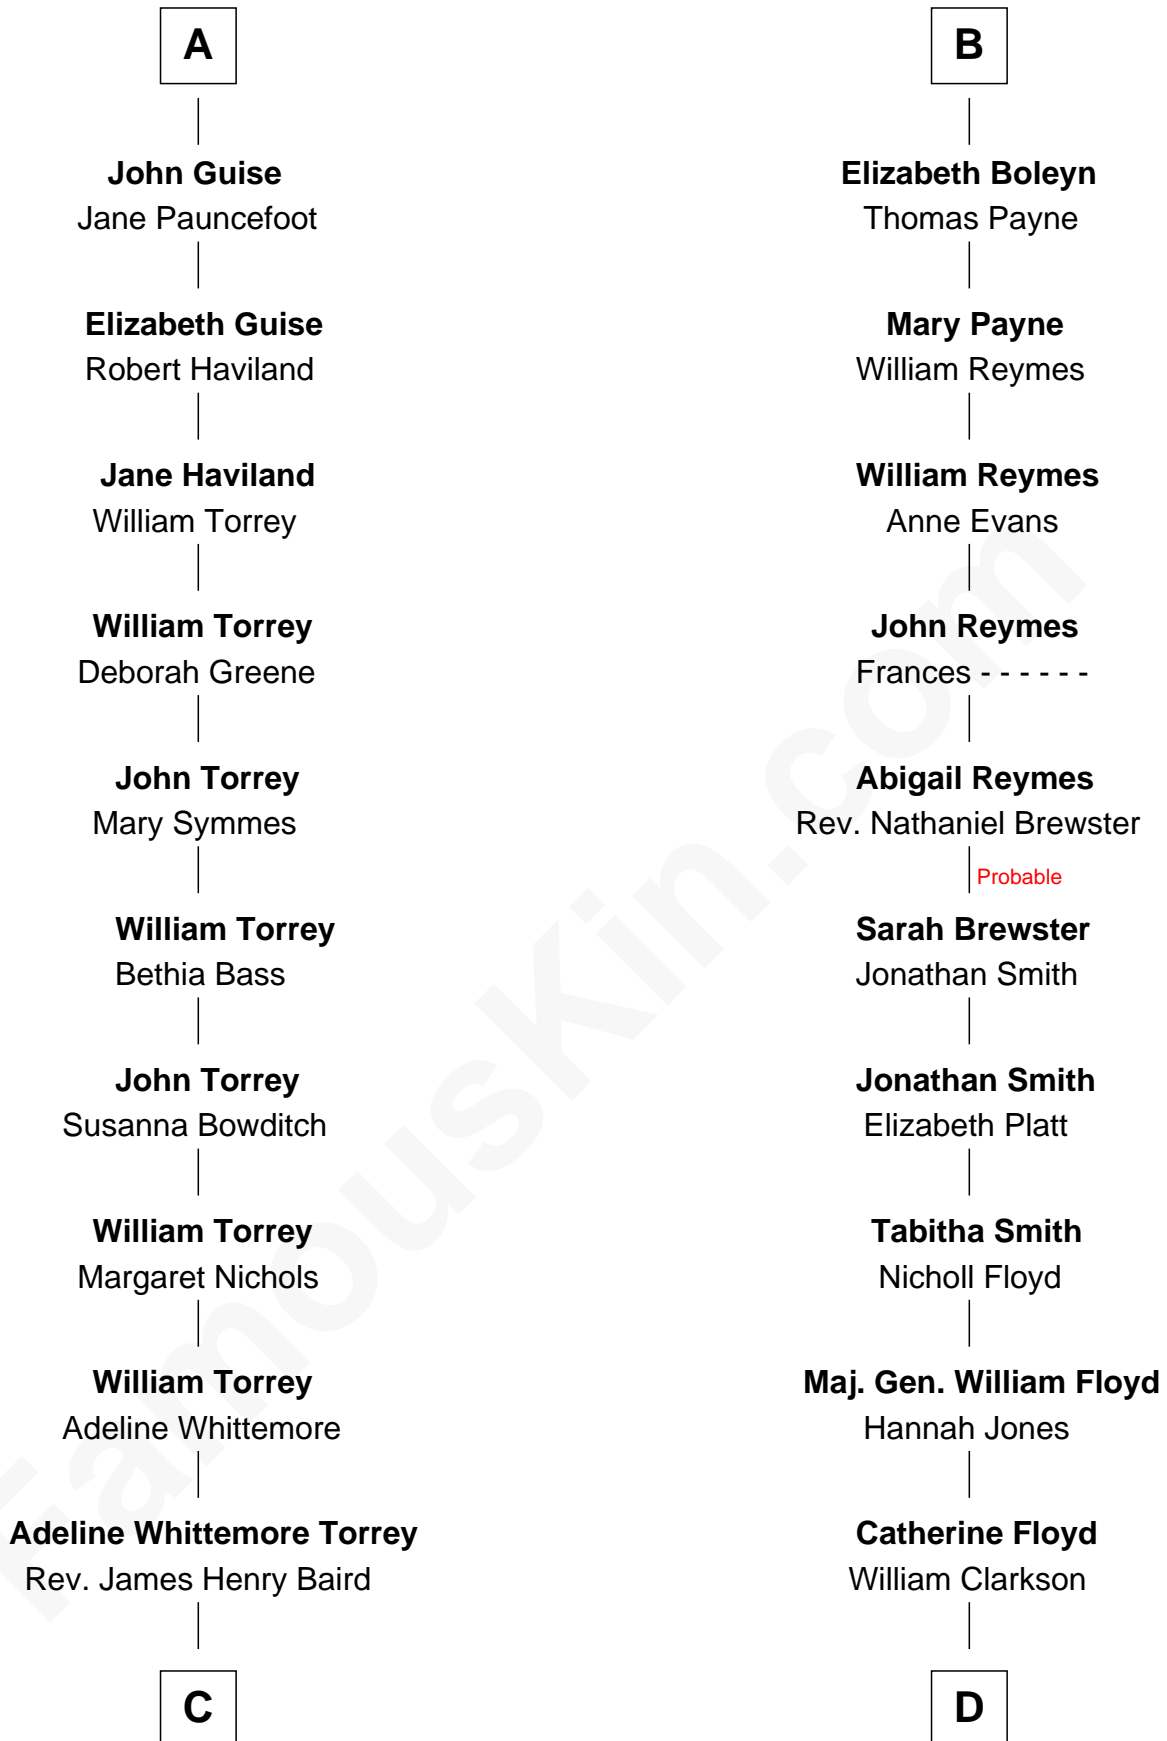 A
John Guise
Jane Pauncefoot
Elizabeth Guise
Robert Haviland
Jane Haviland
William Torrey
William Torrey
Deborah Greene
John Torrey
Mary Symmes
William Torrey
Bethia Bass
John Torrey
Susanna Bowditch
William Torrey
Margaret Nichols
William Torrey
Adeline Whittemore
Adeline Whittemore Torrey
Rev. James Henry Baird
C
B
Elizabeth Boleyn
Thomas Payne
Mary Payne
William Reymes
William Reymes
Anne Evans
John Reymes
Frances - - - - - -
Abigail Reymes
Rev. Nathaniel Brewster
Probable
Sarah Brewster
Jonathan Smith
Jonathan Smith
Elizabeth Platt
Tabitha Smith
Nicholl Floyd
Maj. Gen. William Floyd
Hannah Jones
Catherine Floyd
William Clarkson
D
FamousKin.com